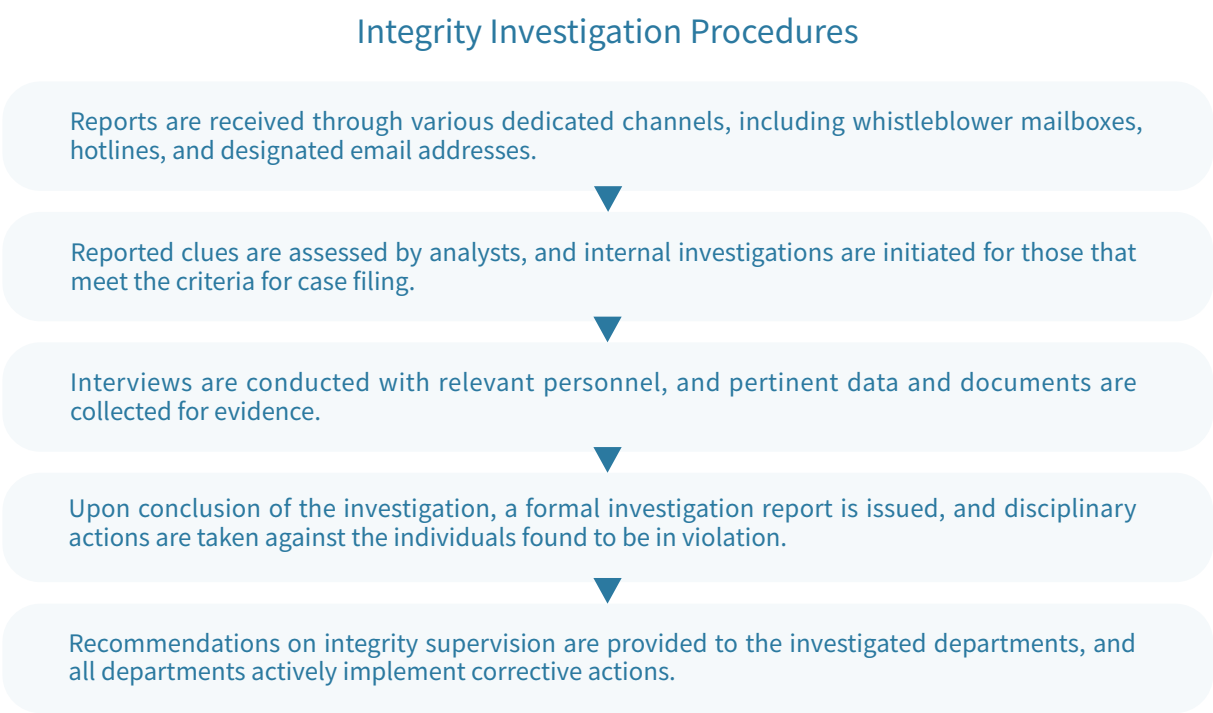 Integrity Investigation Procedures
Reports are received through various dedicated channels, including whistleblower mailboxes,
hotlines, and designated email addresses.
Reported clues are assessed by analysts, and internal investigations are initiated for those that
meet the criteria for case filing.
Interviews are conducted with relevant personnel, and pertinent data and documents are
collected for evidence.
Upon conclusion of the investigation, a formal investigation report is issued, and disciplinary
actions are taken against the individuals found to be in violation.
Recommendations on integrity supervision are provided to the investigated departments, and
all departments actively implement corrective actions.